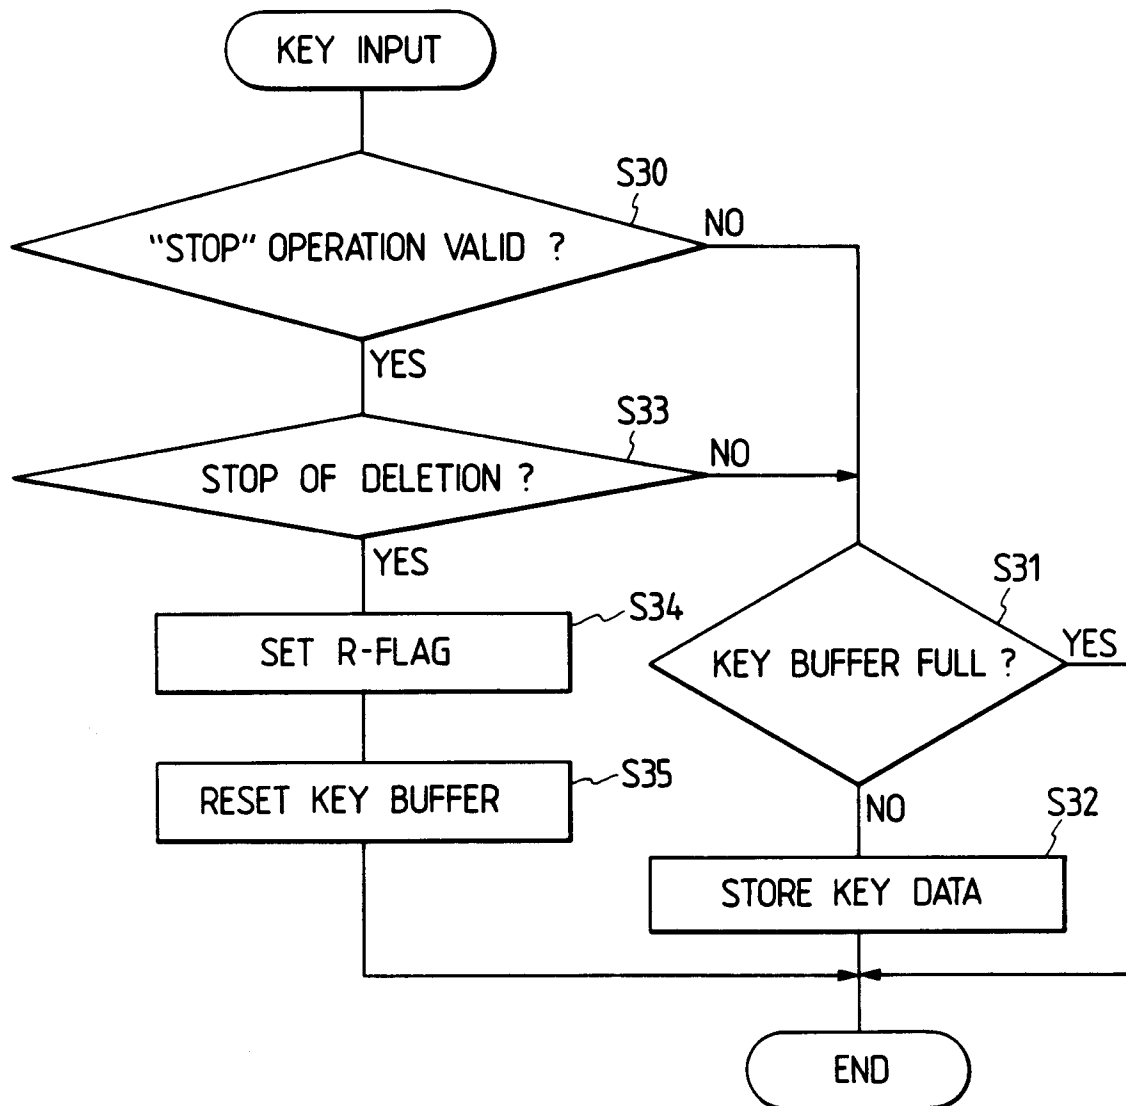 KEY INPUT
S30
"STOP" OPERATION VALID ?
NO
YES
S33
STOP OF DELETION ?
NO
YES
S31
KEY BUFFER FULL ?
YES
S34
SET R-FLAG
S35
RESET KEY BUFFER
NO
S32
STORE KEY DATA
END